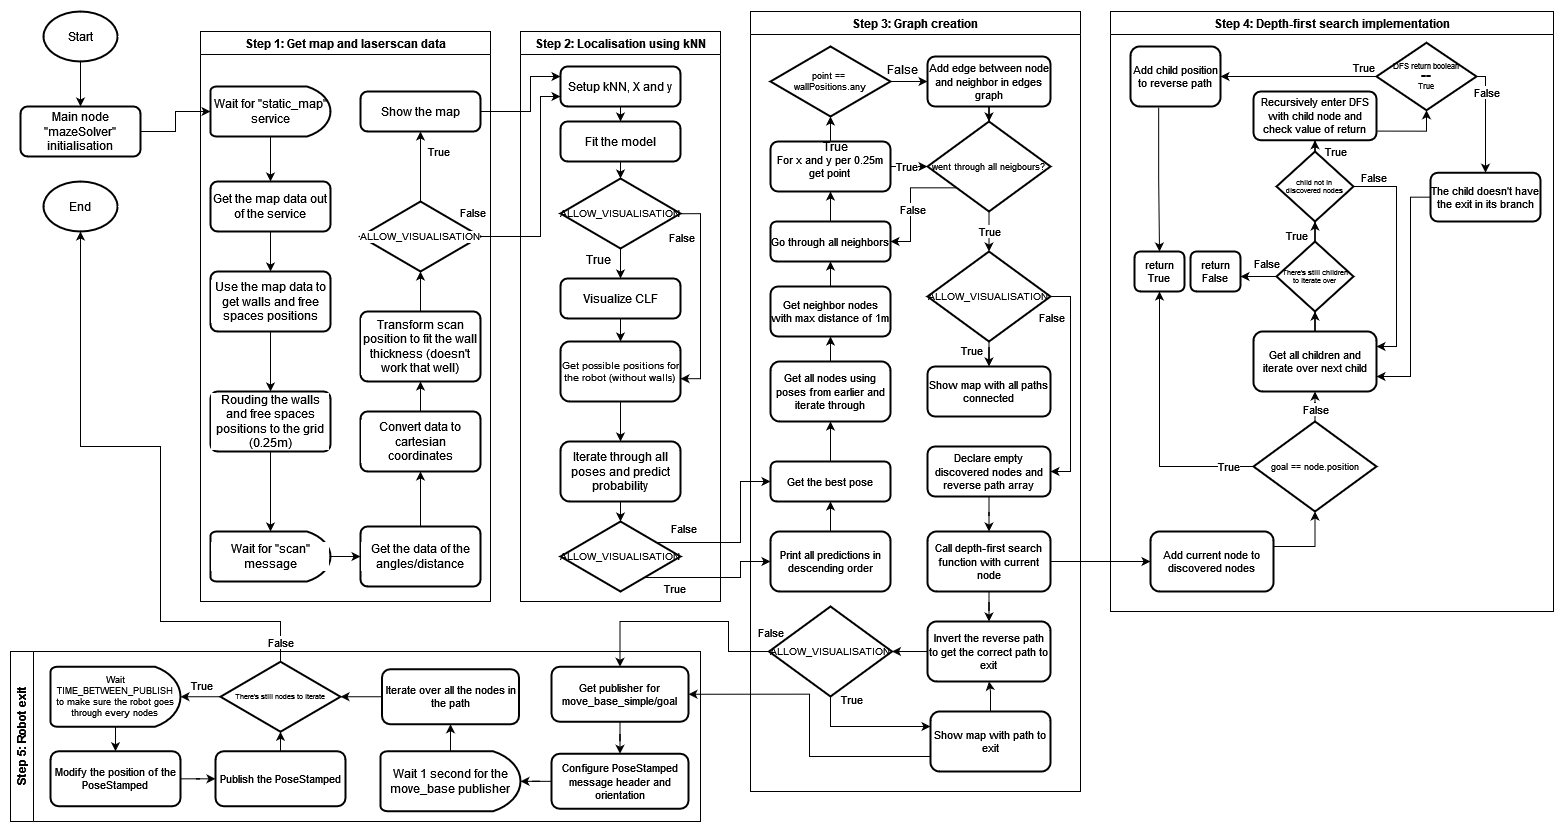 Start
Main node
"mazeSolver"
initialisation
End
Step 1: Get map and laserscan data
Wait for "static_map"
service
Get the map data out
of the service
Use the map data to
get walls and free
spaces positions
Rouding the walls
and free spaces
positions to the grid
(0.25m)
Wait for "scan"
message
Show the map
True
False
ALLOW_VISUALISATION
Transform scan
position to fit the wall
thickness (doesn't
work that well)
Convert data to
cartesian
coordinates
Get the data of the
angles/distance
Step 2: Localisation using kNN
Setup kNN, X and y
Fit the model
ALLOW_VISUALISATION
False
True
Visualize CLF
Get possible positions for
the robot (without walls)
Iterate through all
poses and predict
probability
False
ALLOW_VISUALISATION
True
Step 3: Graph creation
point ==
wallPositions.any
False
True
For x and y per 0.25m
get point
True
Go through all neighbors
Get neighbor nodes
with max distance of 1m
Get all nodes using
poses from earlier and
iterate through
Get the best pose
Print all predictions in
descending order
Add edge between node
and neighbor in edges
graph
went through all neigbours?
False
True
ALLOW_VISUALISATION
False
True
Show map with all paths
connected
Declare empty
discovered nodes and
reverse path array
Call depth-first search
function with current
node
Invert the reverse path
to get the correct path to
exit
False
ALLOW_VISUALISATION
True
Show map with path to
exit
Step 4: Depth-first search implementation
Add child position
to reverse path
True
DFS return boolean
==
True
False
Recursively enter DFS
with child node and
check value of return
True
child not in
discovered nodes
False
The child doesn't have
the exit in its branch
True
return
True
return
False
False
There's still children
to iterate over
Get all children and
iterate over next child
False
True
goal == node.position
Add current node to
discovered nodes
Step 5: Robot exit
False
Wait
TIME_BETWEEN_PUBLISH
to make sure the robot goes
through every nodes
True
There's still nodes to iterate
Iterate over all the nodes in
the path
Get publisher for
move_base_simple/goal
Modify the position of the
PoseStamped
Publish the PoseStamped
Wait 1 second for the
move_base publisher
Configure PoseStamped
message header and
orientation